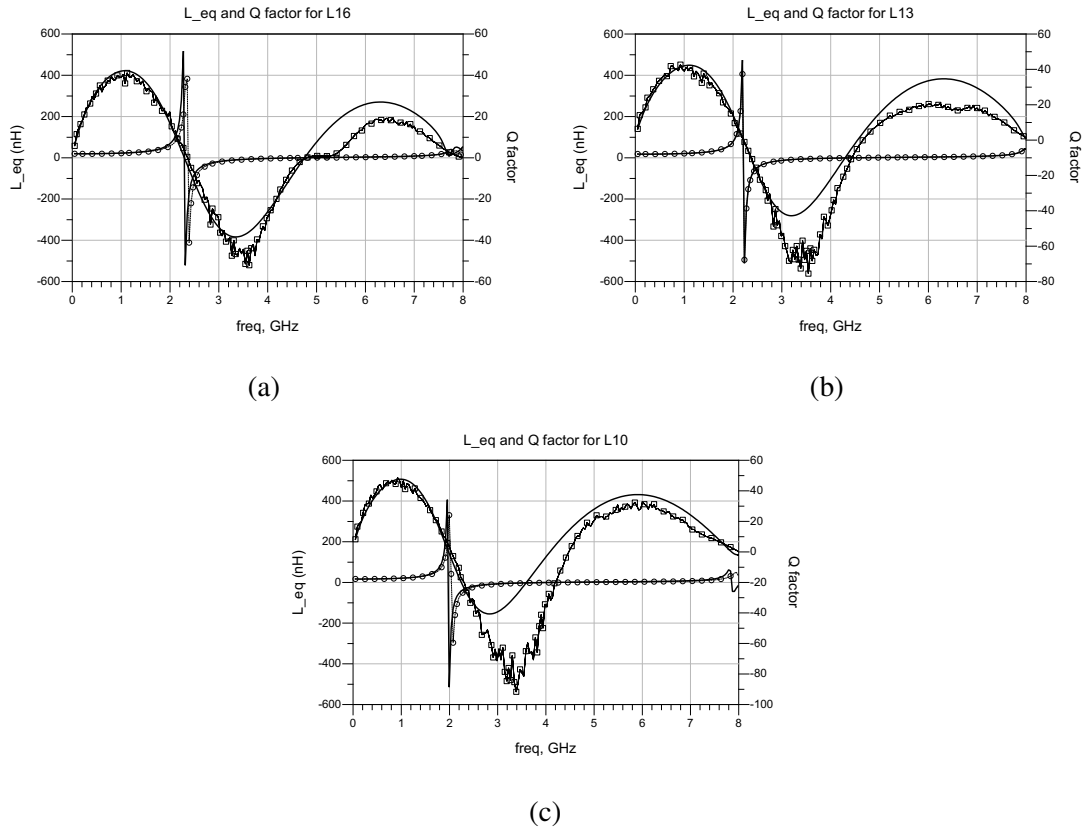 L_eq and Q factor for L16
600
400
200
0
-200
-400
-600
L_eq (nH)
60
40
20
0
-20
-40
-60
Q factor
0 1 2 3 4 5 6 7 8
freq, GHz
(a)
L_eq and Q factor for L13
600
400
200
0
-200
-400
-600
L_eq (nH)
60
40
20
0
-20
-40
-60
-80
Q factor
0 1 2 3 4 5 6 7 8
freq, GHz
(b)
L_eq and Q factor for L10
600
400
200
0
-200
-400
-600
L_eq (nH)
60
40
20
0
-20
-40
-60
-80
-100
Q factor
0 1 2 3 4 5 6 7 8
freq, GHz
(c)